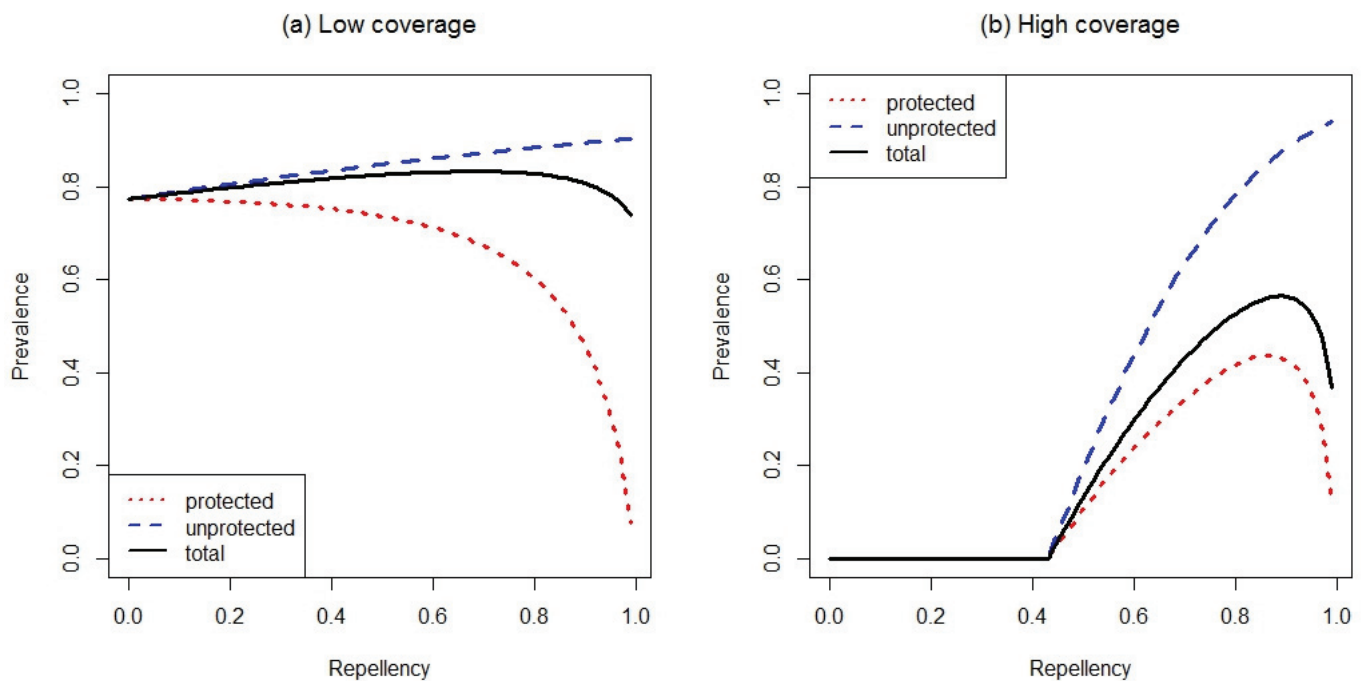 (a) Low coverage
Prevalence
1.0
0.8
0.6
0.4
0.2
0.0
protected
unprotected
total
0.0 0.2 0.4 0.6 0.8 1.0
Repellency
(b) High coverage
Prevalence
1.0
0.8
0.6
0.4
0.2
0.0
protected
unprotected
total
0.0 0.2 0.4 0.6 0.8 1.0
Repellency